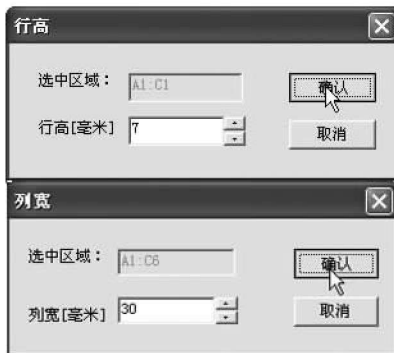 行高
选中区域： A1:C1 确认
行高[毫米] 7 取消
列宽
选中区域： A1:C6 确认
列宽[毫米] 30 取消